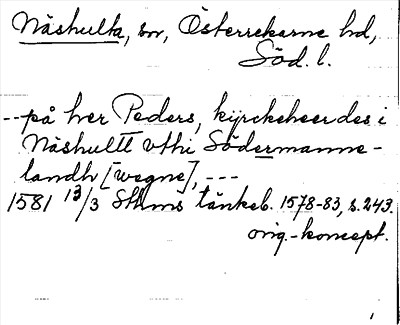 Näshulta, sn, Österrekarne hd,
Söd. l.
--på her Peders, kyrckeheerdes i
Näshultt vthi Södermanne-
landh [wegne], ---
1581 13/3 Sthms tänkeb. 1578-83, s. 243.
orig.-koncept.